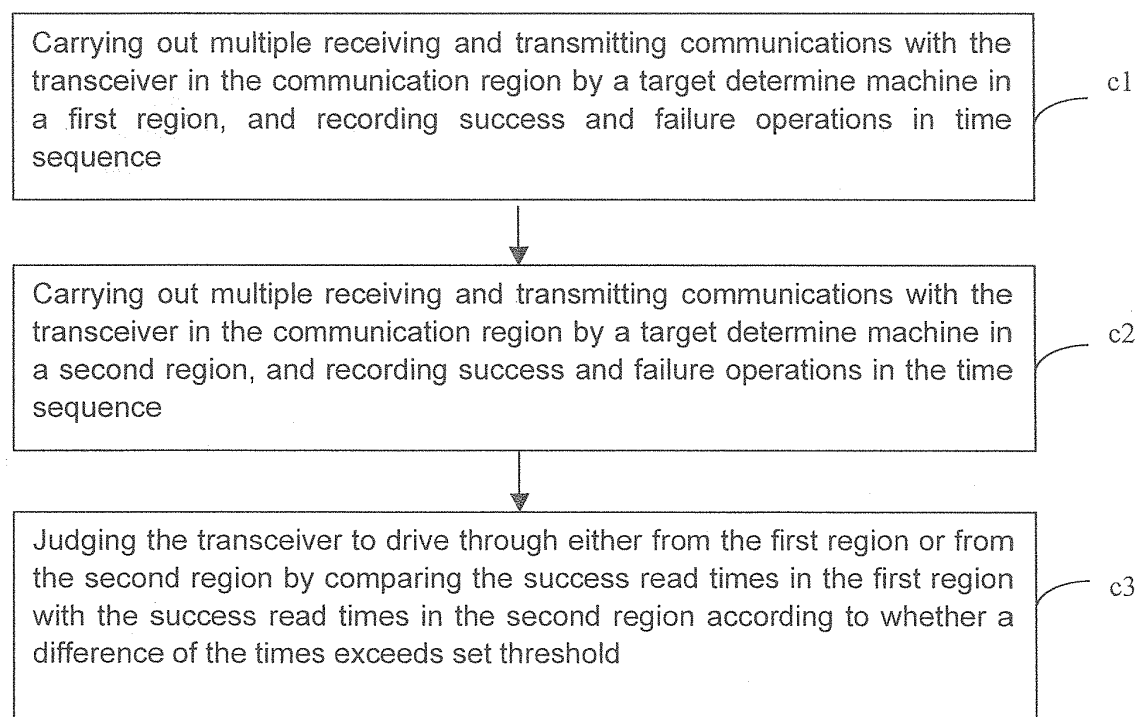 Carrying out multiple receiving and transmitting communications with the
transceiver in the communication region by a target determine machine in
a first region, and recording success and failure operations in time
sequence
c1
Carrying out multiple receiving and transmitting communications with the
transceiver in the communication region by a target determine machine in
a second region, and recording success and failure operations in the time
sequence
c2
Judging the transceiver to drive through either from the first region or from
the second region by comparing the success read times in the first region
with the success read times in the second region according to whether a
difference of the times exceeds set threshold
c3